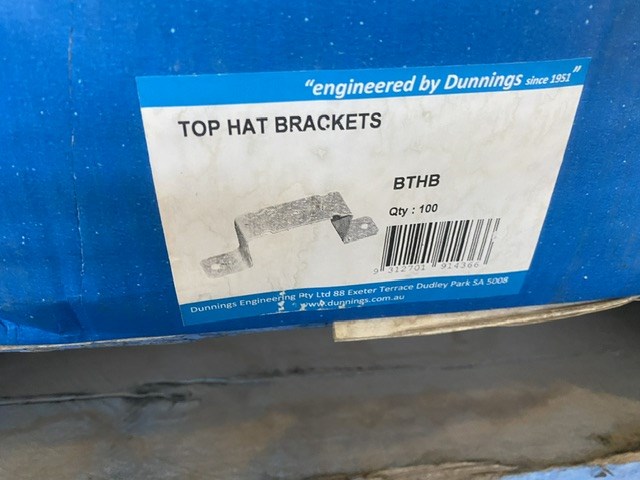 "engineered by Dunnings since 1951"
TOP HAT BRACKETS
BTHB
Qty : 100
9 312701 914366
Dunnings Engineering Pty Ltd 88 Exeter Terrace Dudley Park SA 5008
www.dunnings.com.au